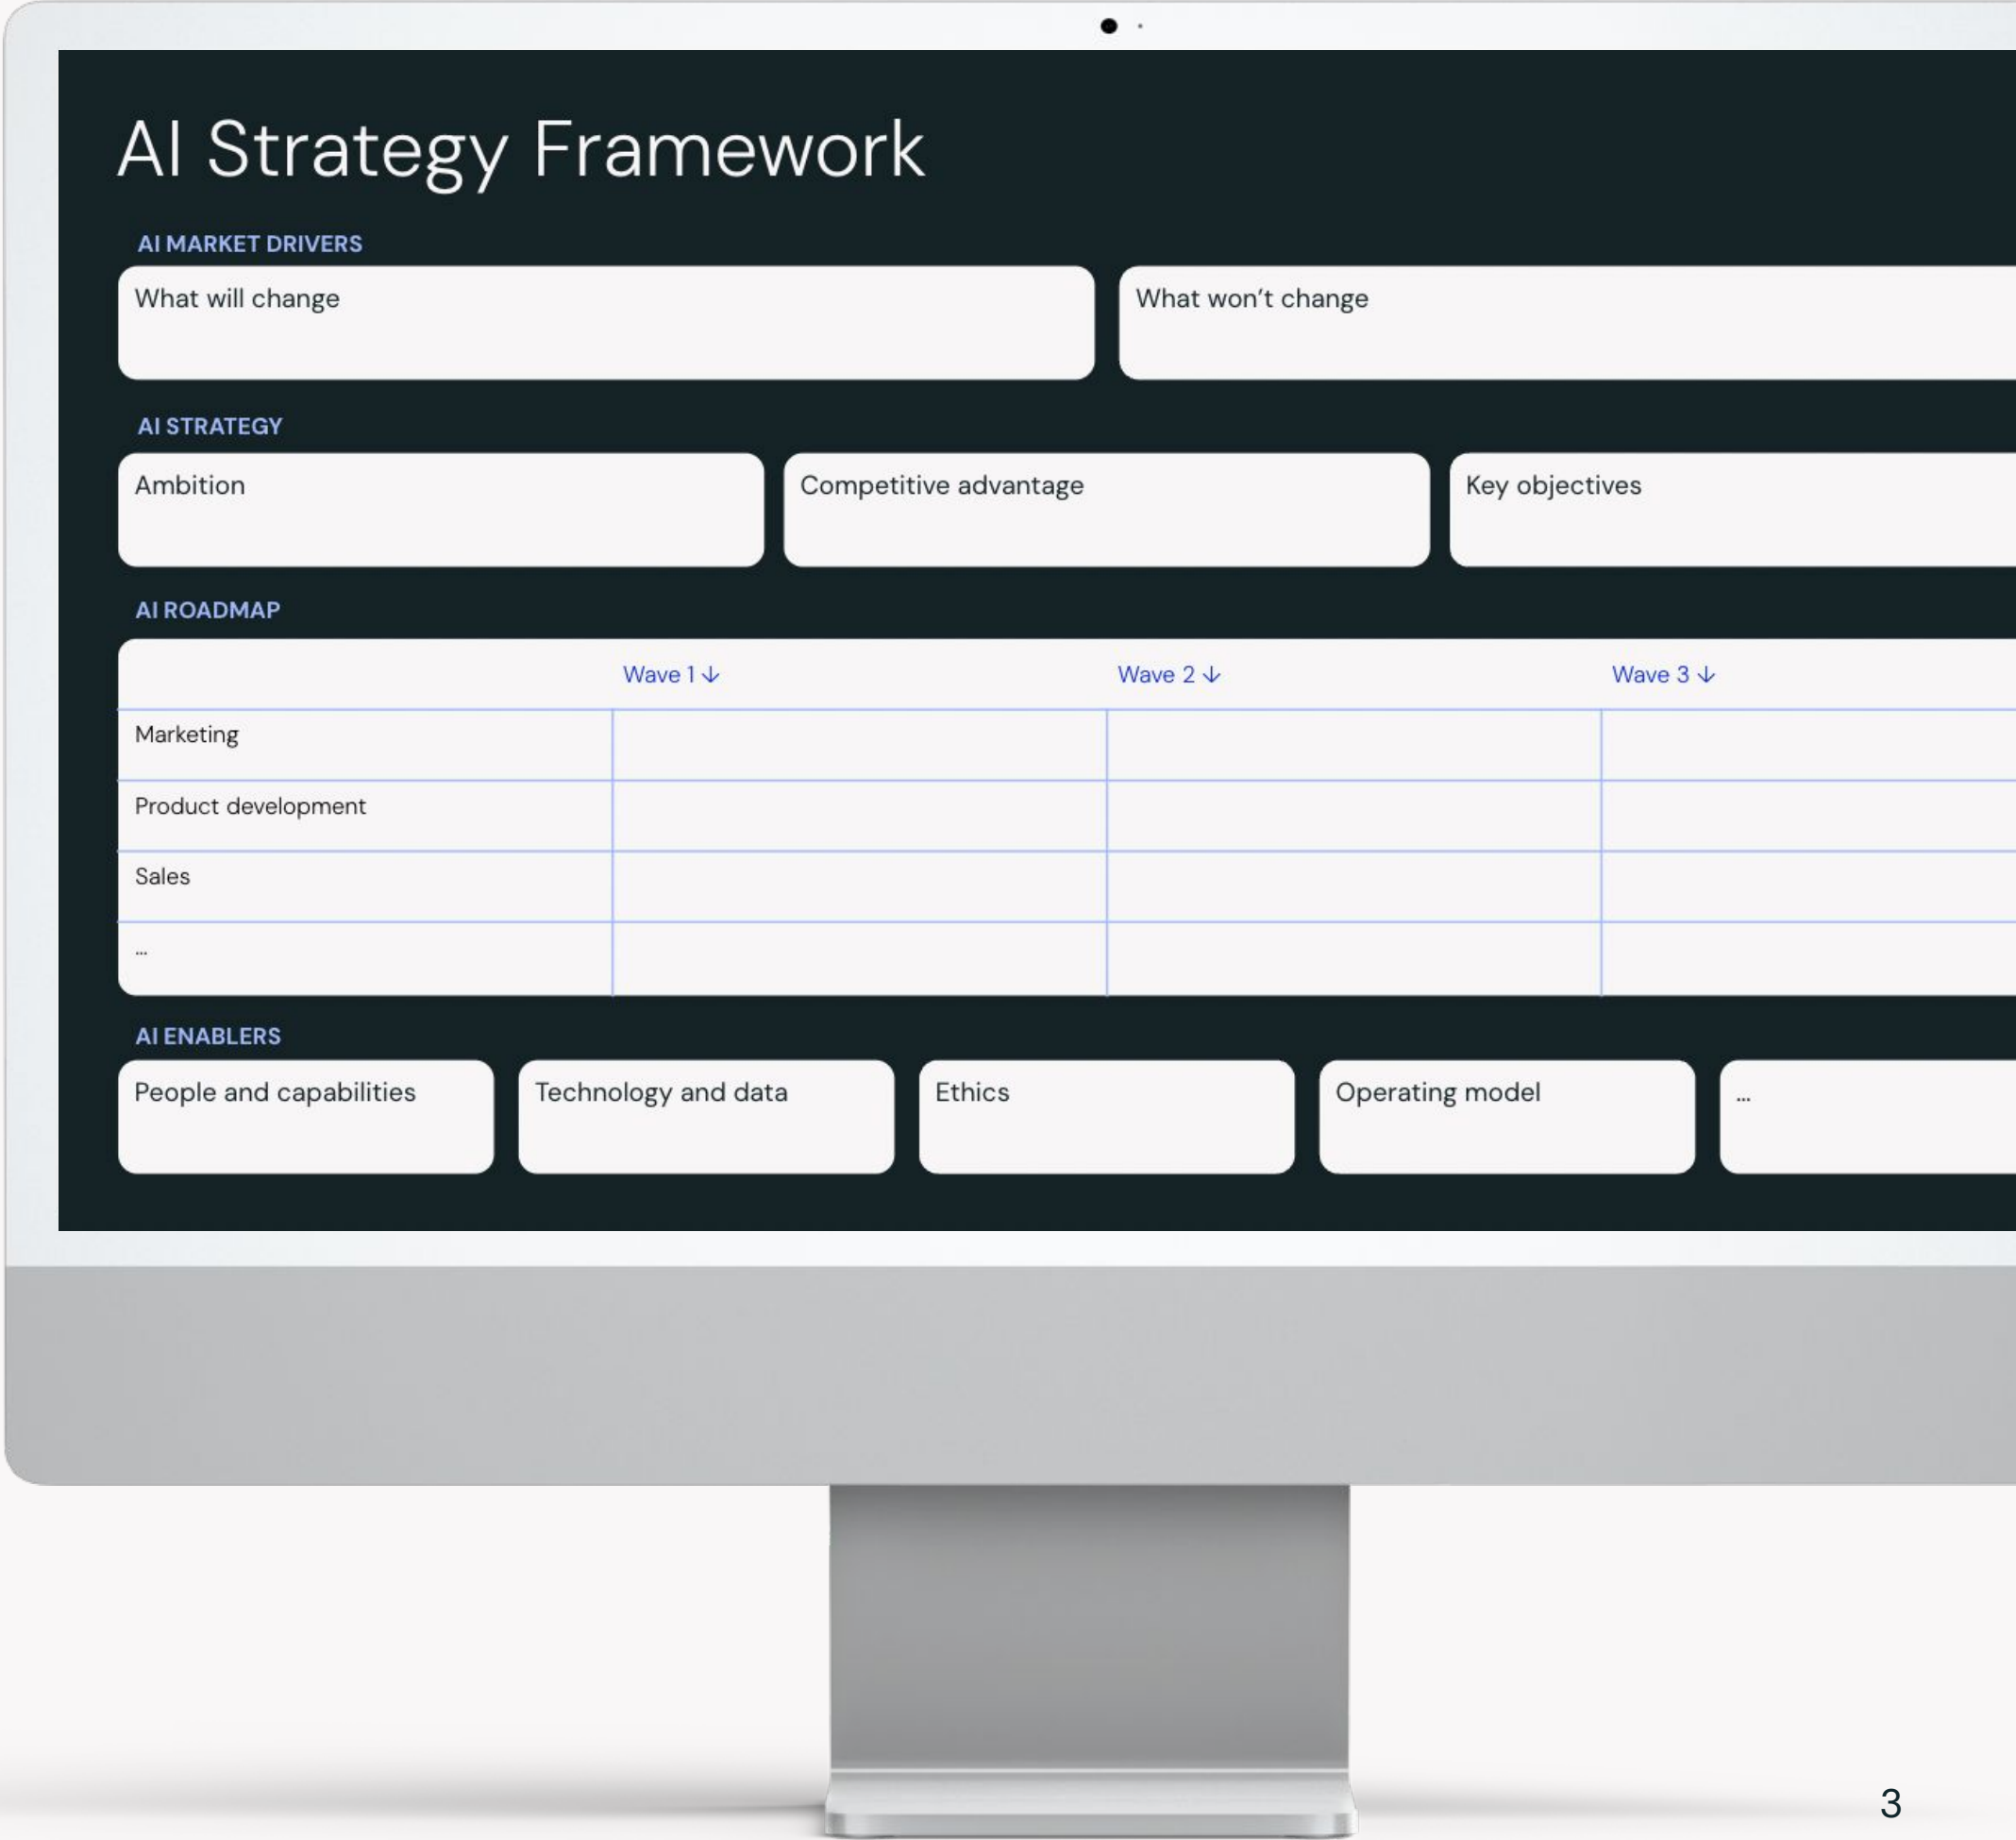 AI Strategy Framework
AI MARKET DRIVERS
What will change
What won’t change
AI STRATEGY
Ambition
Competitive advantage
Key objectives
AI ROADMAP
Wave 1 ↓
Wave 2 ↓
Wave 3 ↓
Marketing
Product development
Sales
...
AI ENABLERS
People and capabilities
Technology and data
Ethics
Operating model
...
3